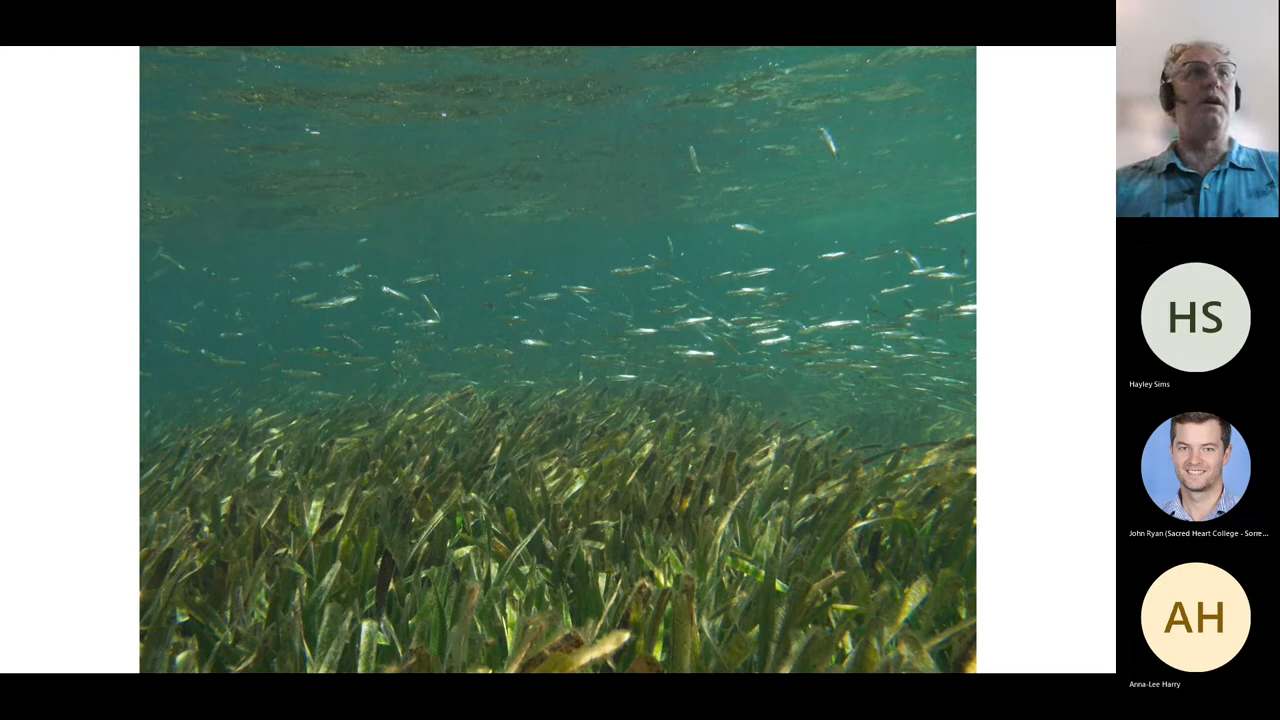 HS
Hayley Sims
John Ryan (Sacred Heart College - Sorre...
AH
Anna-Lee Harry